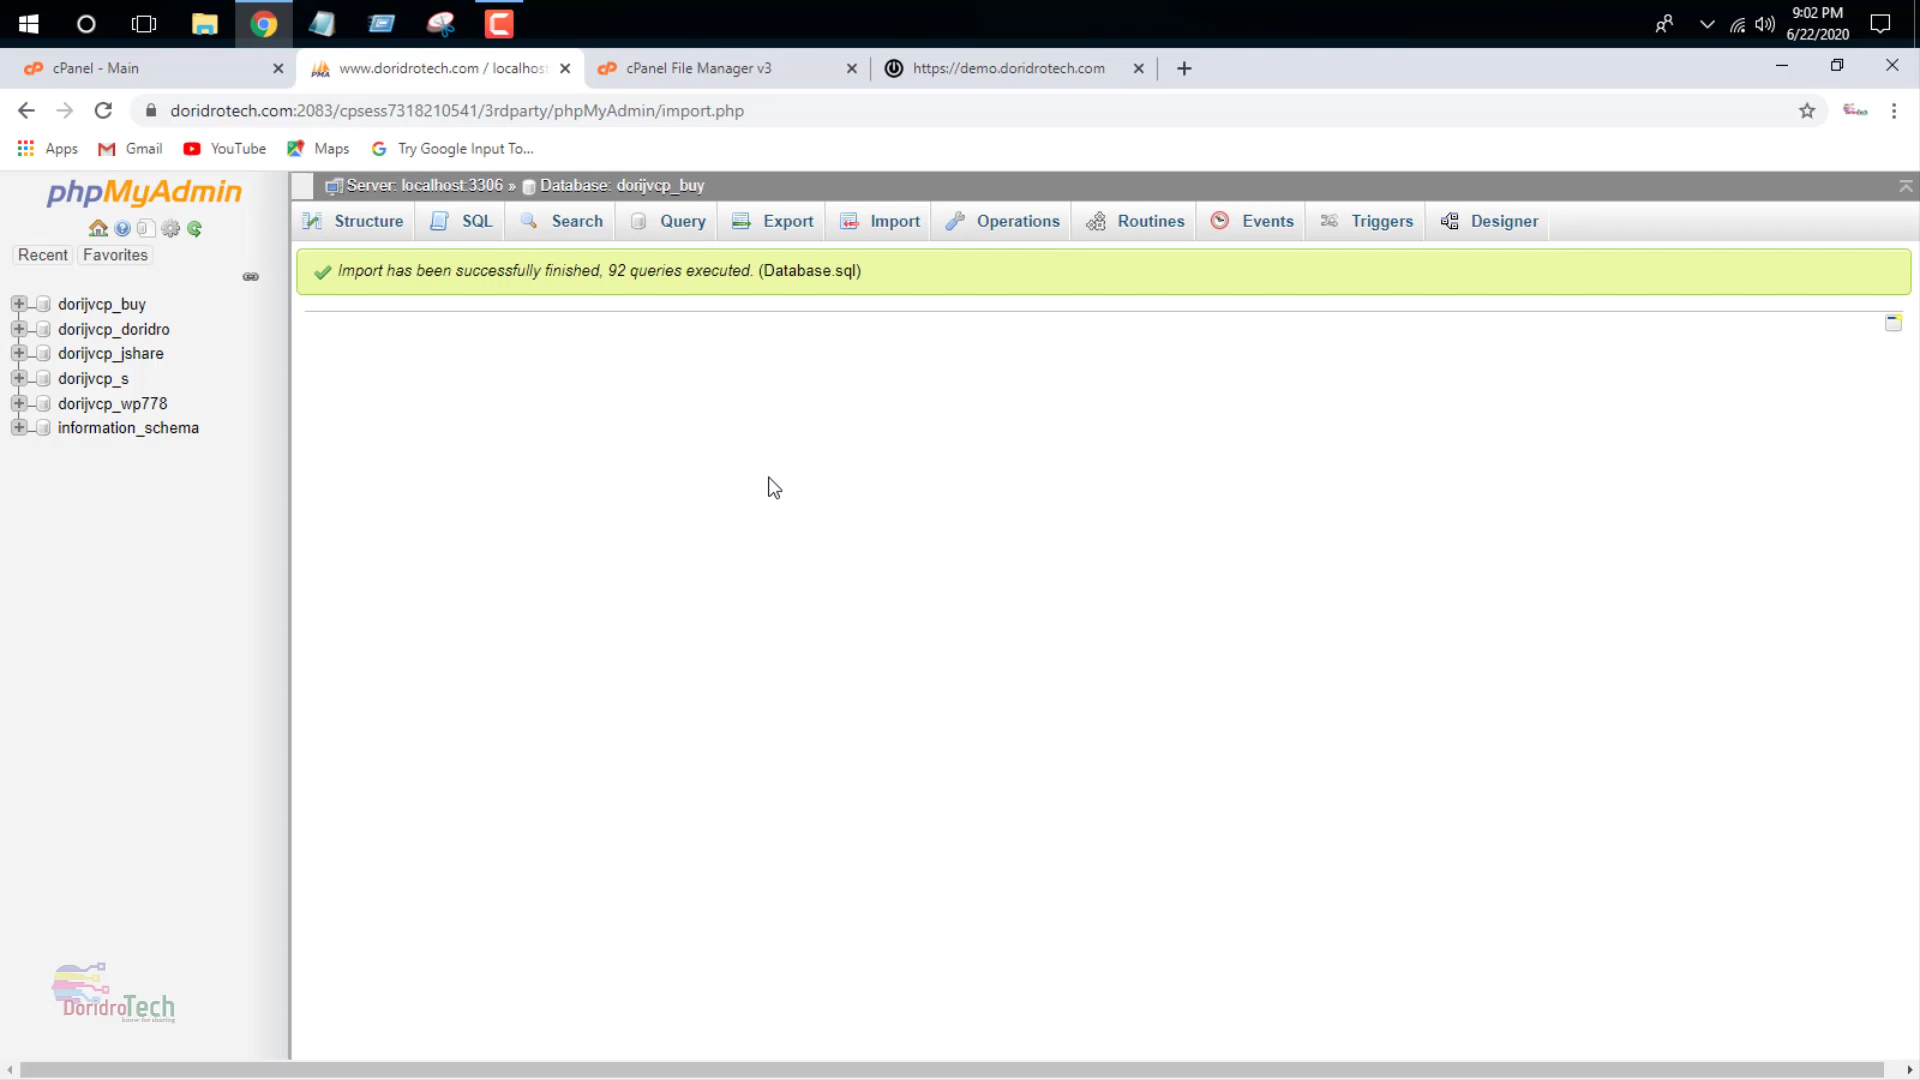 9:02 PM
6/22/2020
cPanel - Main
www.doridrotech.com / localhost
cPanel File Manager v3
https://demo.doridrotech.com
doridrotech.com:2083/cpsess7318210541/3rdparty/phpMyAdmin/import.php
Apps
Gmail
YouTube
Maps
Try Google Input To...
phpMyAdmin
Recent
Favorites
dorijvcp_buy
dorijvcp_doridro
dorijvcp_jshare
dorijvcp_s
dorijvcp_wp778
information_schema
Server: localhost:3306 » Database: dorijvcp_buy
Structure
SQL
Search
Query
Export
Import
Operations
Routines
Events
Triggers
Designer
Import has been successfully finished, 92 queries executed. (Database.sql)
DoridroTech
know for sharing